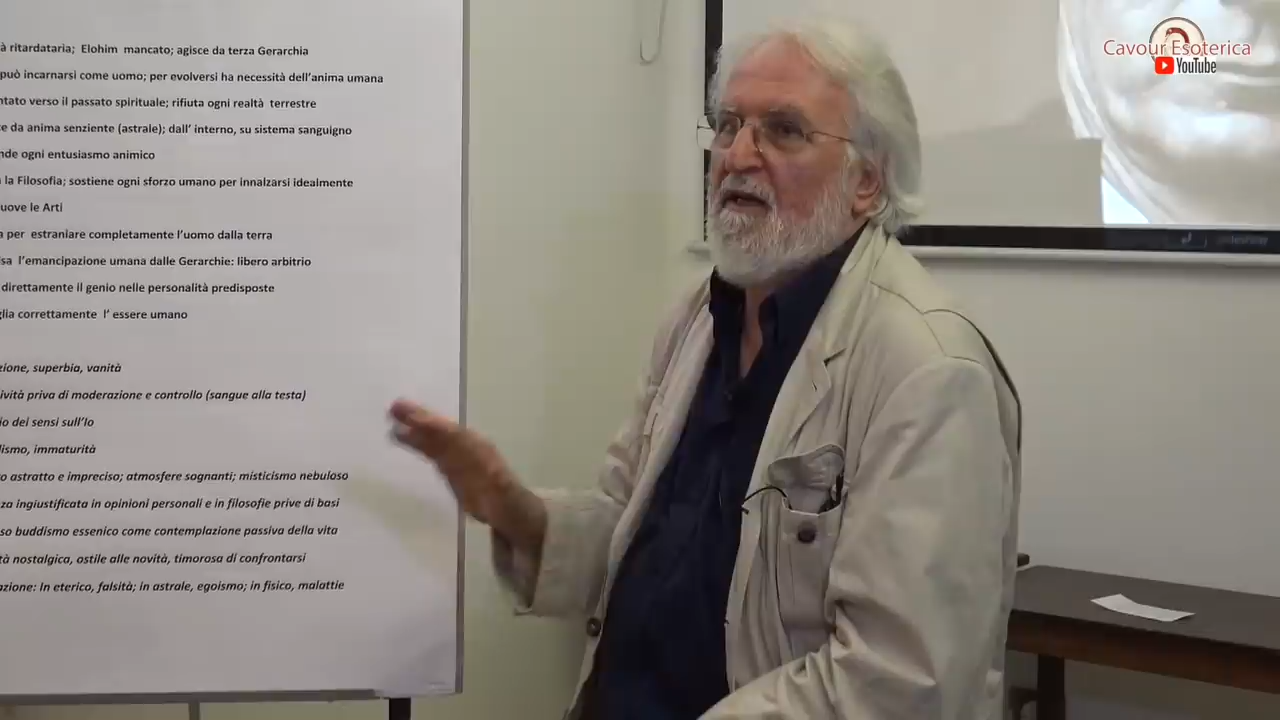 à ritardataria; Elohim mancato; agisce da terza Gerarchia
può incarnarsi come uomo; per evolversi ha necessità dell'anima umana
ntato verso il passato spirituale; rifiuta ogni realtà terrestre
e da anima senziente (astrale); dall' interno, su sistema sanguigno
nde ogni entusiasmo animico
la Filosofia; sostiene ogni sforzo umano per innalzarsi idealmente
uove le Arti
a per estraniare completamente l'uomo dalla terra
sa l'emancipazione umana dalle Gerarchie: libero arbitrio
direttamente il genio nelle personalità predisposte
glia correttamente l' essere umano
zione, superbia, vanità
ività priva di moderazione e controllo (sangue alla testa)
io dei sensi sull'Io
lismo, immaturità
o astratto e impreciso; atmosfere sognanti; misticismo nebuloso
za ingiustificata in opinioni personali e in filosofie prive di basi
so buddismo essenico come contemplazione passiva della vita
tà nostalgica, ostile alle novità, timorosa di confrontarsi
azione: In eterico, falsità; in astrale, egoismo; in fisico, malattie
Cavour Esoterica
YouTube